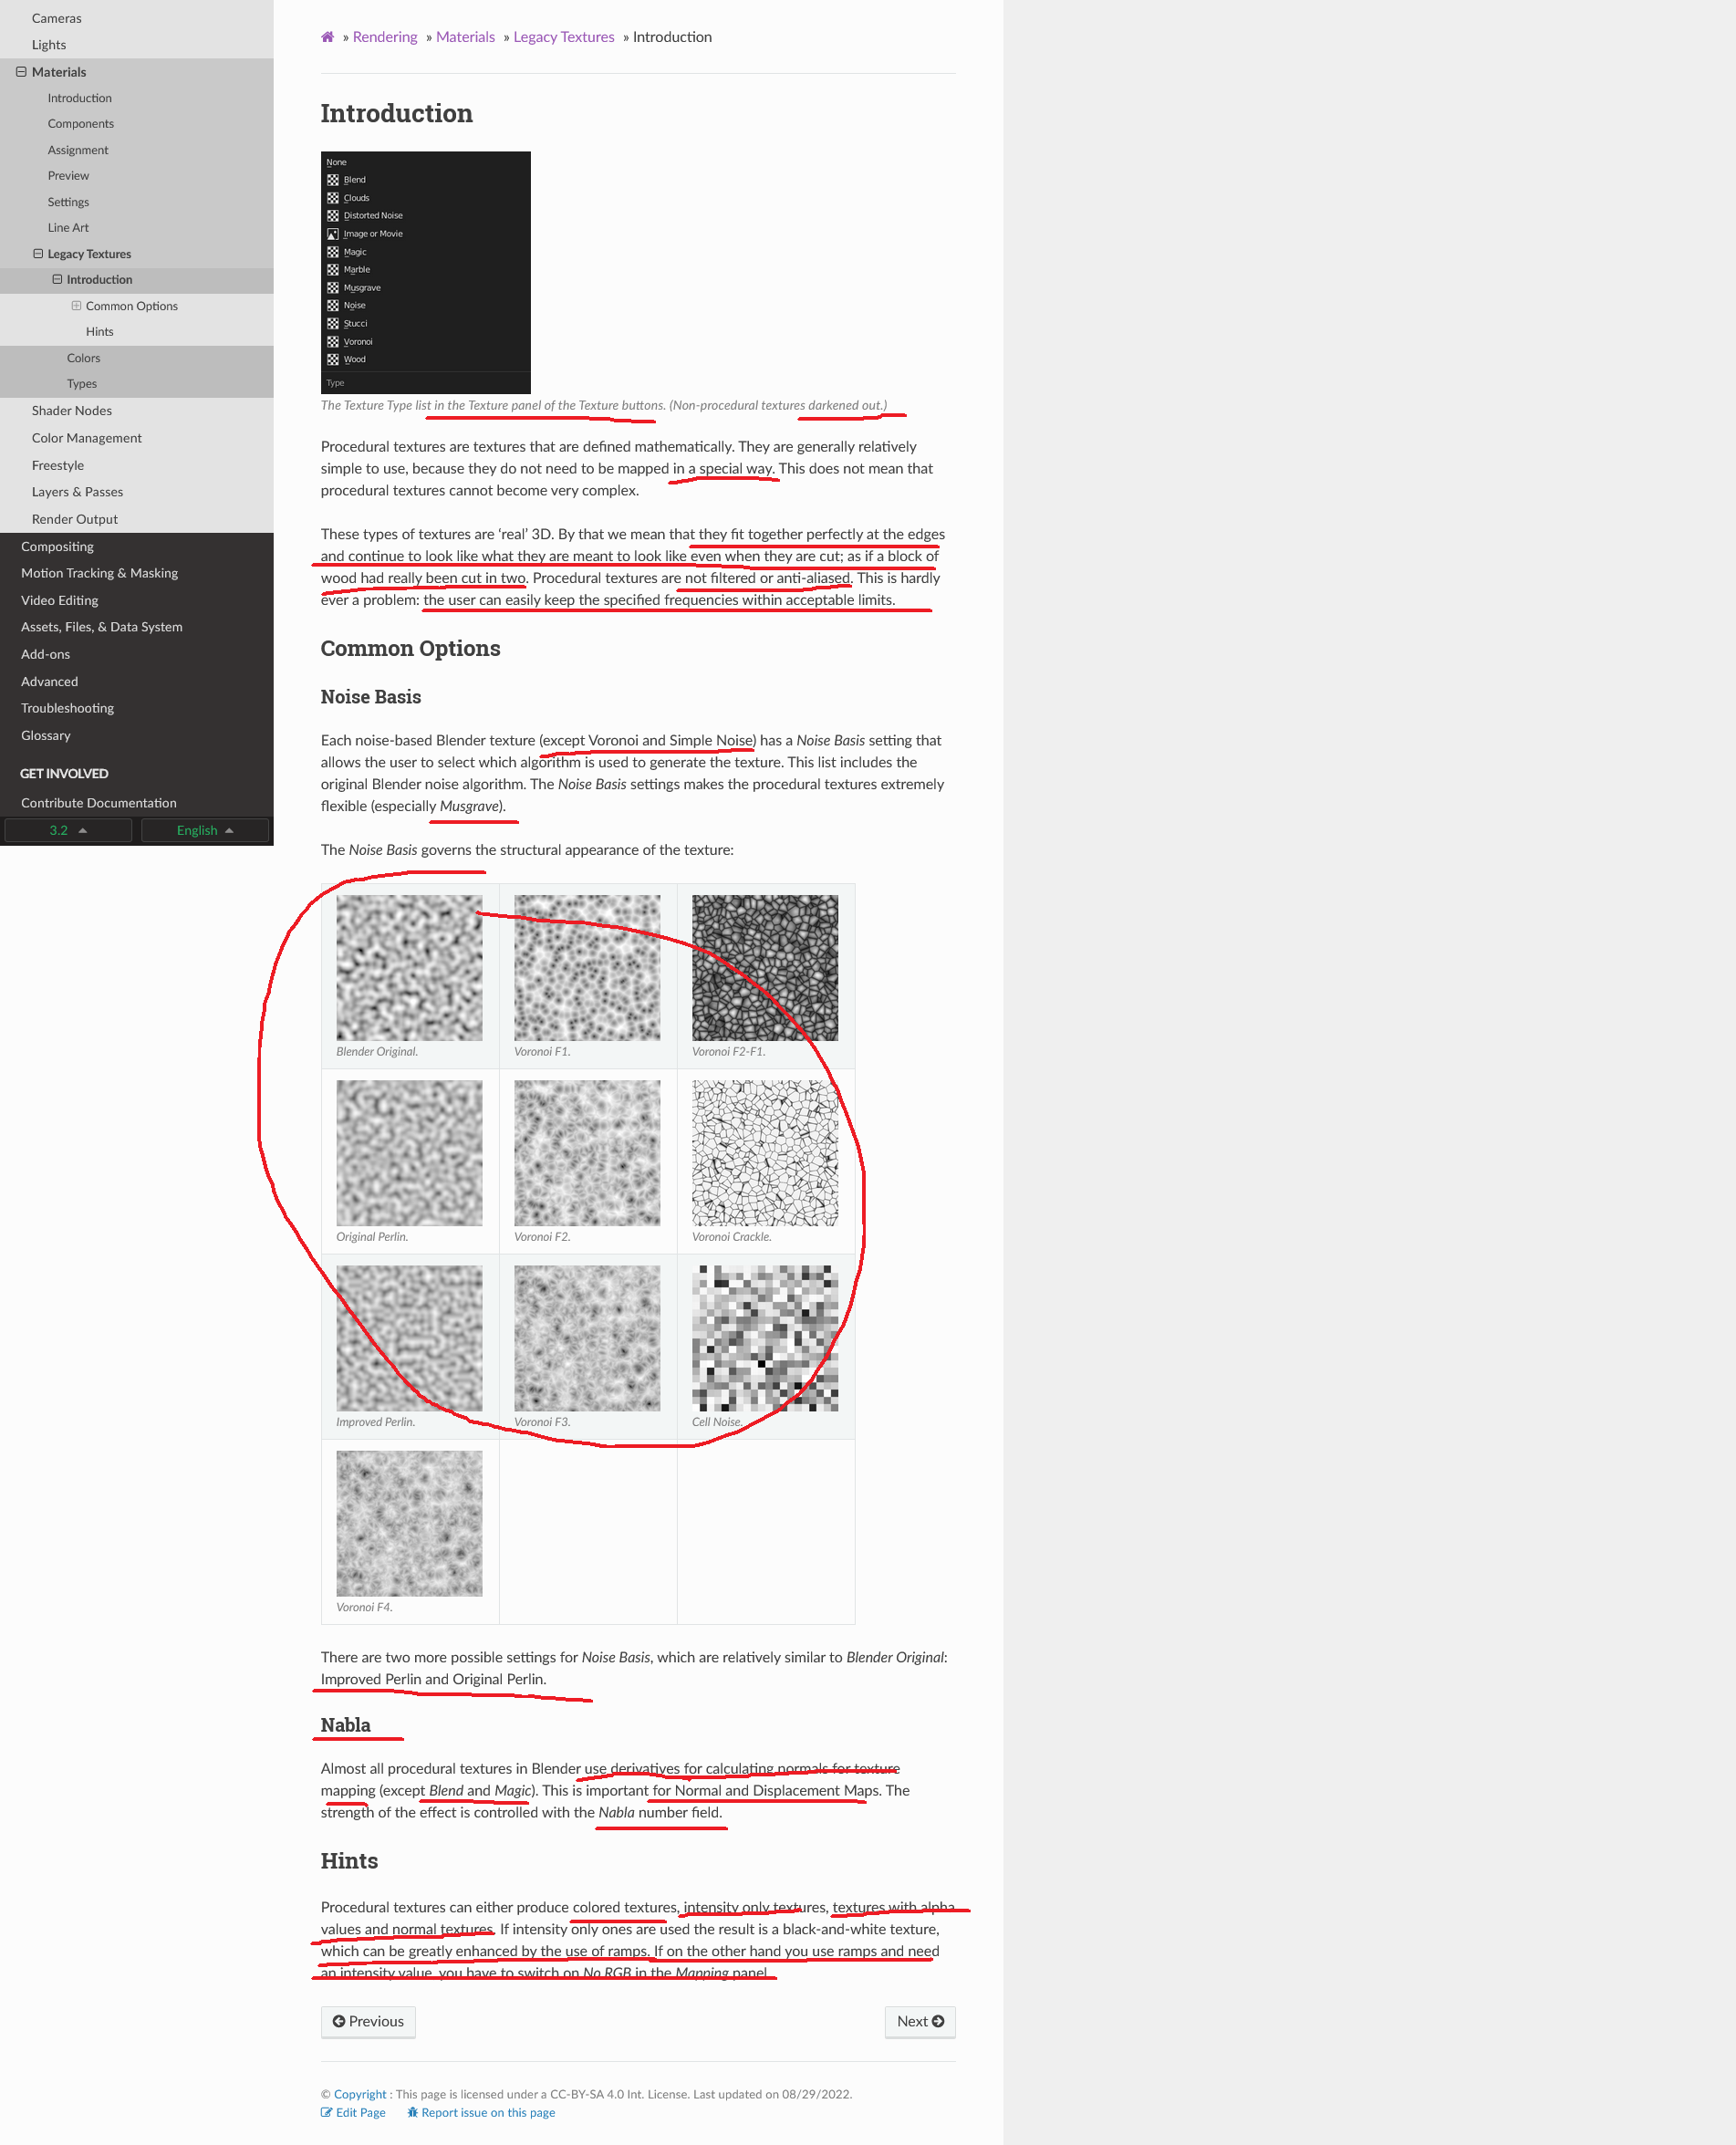 Cameras
Lights
Materials
Introduction
Components
Assignment
Preview
Settings
Line Art
Legacy Textures
Introduction
Common Options
Hints
Colors
Types
Shader Nodes
Color Management
Freestyle
Layers & Passes
Render Output
Compositing
Motion Tracking & Masking
Video Editing
Assets, Files, & Data System
Add-ons
Advanced
Troubleshooting
Glossary
GET INVOLVED
Contribute Documentation
3.2 English
» Rendering » Materials » Legacy Textures » Introduction
Introduction
None
Blend
Clouds
Distorted Noise
Image or Movie
Magic
Marble
Musgrave
Noise
Stucci
Voronoi
Wood
Type
The Texture Type list in the Texture panel of the Texture buttons. (Non-procedural textures darkened out.)
Procedural textures are textures that are defined mathematically. They are generally relatively
simple to use, because they do not need to be mapped in a special way. This does not mean that
procedural textures cannot become very complex.
These types of textures are ‘real’ 3D. By that we mean that they fit together perfectly at the edges
and continue to look like what they are meant to look like even when they are cut; as if a block of
wood had really been cut in two. Procedural textures are not filtered or anti-aliased. This is hardly
ever a problem: the user can easily keep the specified frequencies within acceptable limits.
Common Options
Noise Basis
Each noise-based Blender texture (except Voronoi and Simple Noise) has a Noise Basis setting that
allows the user to select which algorithm is used to generate the texture. This list includes the
original Blender noise algorithm. The Noise Basis settings makes the procedural textures extremely
flexible (especially Musgrave).
The Noise Basis governs the structural appearance of the texture:
Blender Original. Voronoi F1. Voronoi F2-F1.
Original Perlin. Voronoi F2. Voronoi Crackle.
Improved Perlin. Voronoi F3. Cell Noise.
Voronoi F4.
There are two more possible settings for Noise Basis, which are relatively similar to Blender Original:
Improved Perlin and Original Perlin.
Nabla
Almost all procedural textures in Blender use derivatives for calculating normals for texture
mapping (except Blend and Magic). This is important for Normal and Displacement Maps. The
strength of the effect is controlled with the Nabla number field.
Hints
Procedural textures can either produce colored textures, intensity only textures, textures with alpha
values and normal textures. If intensity only ones are used the result is a black-and-white texture,
which can be greatly enhanced by the use of ramps. If on the other hand you use ramps and need
an intensity value, you have to switch on No RGB in the Mapping panel.
Previous Next
© Copyright : This page is licensed under a CC-BY-SA 4.0 Int. License. Last updated on 08/29/2022.
Edit Page Report issue on this page